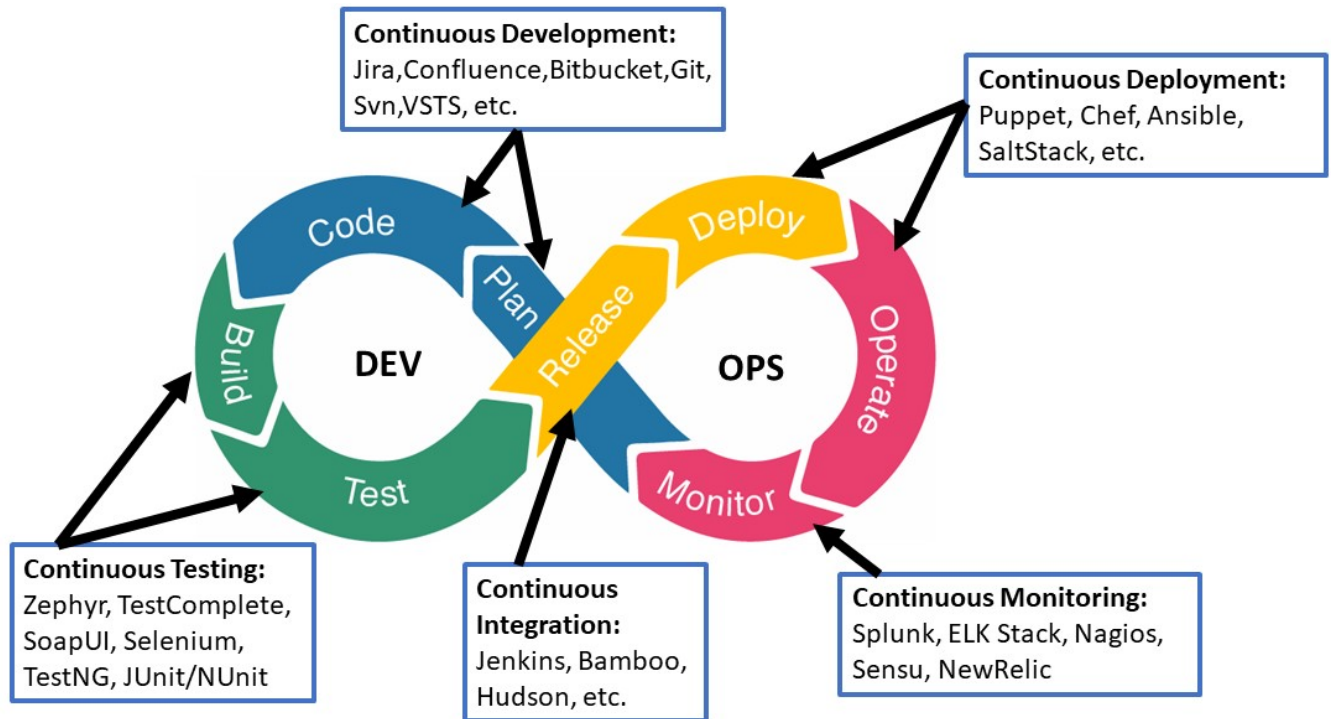 Continuous Development:
Jira,Confluence,Bitbucket,Git,
Svn,VSTS, etc.
Continuous Deployment:
Puppet, Chef, Ansible,
SaltStack, etc.
Code
Plan
Build
Test
DEV
Release
Deploy
OPS
Operate
Monitor
Continuous Testing:
Zephyr, TestComplete,
SoapUI, Selenium,
TestNG, JUnit/NUnit
Continuous
Integration:
Jenkins, Bamboo,
Hudson, etc.
Continuous Monitoring:
Splunk, ELK Stack, Nagios,
Sensu, NewRelic